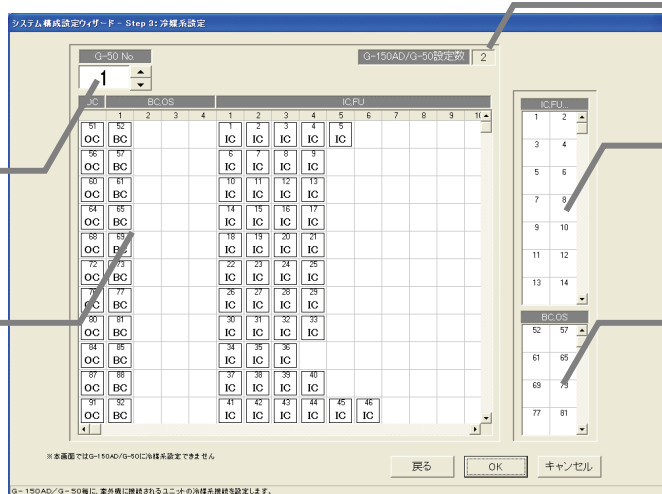 システム構成設定ウィザード - Step 3: 冷媒系設定
G-50 No.
G-150AD/G-50設定数 2
1
OC BC,OS IC,FU
1 2 3 4 1 2 3 4 5 6 7 8 9
51 52 1 2 3 4 5
OC BC IC IC IC IC IC
56 57 6 7 8 9
OC BC IC IC IC IC
60 61 10 11 12 13
OC BC IC IC IC IC
64 65 14 15 16 17
OC BC IC IC IC IC
68 69 18 19 20 21
OC BC IC IC IC IC
72 73 22 23 24 25
OC BC IC IC IC IC
77 26 27 28 29
OC BC IC IC IC IC
80 81 30 31 32 33
OC BC IC IC IC IC
84 85 34 35 36
OC BC IC IC IC
87 88 37 38 39 40
OC BC IC IC IC IC
91 92 41 42 43 44 45 46
OC BC IC IC IC IC IC IC
IC,FU...
1 2
3 4
5 6
7 8
9 10
11 12
13 14
BC,OS
52 57
61 65
69 73
77 81
※本画面ではG-150AD/G-50に冷媒系設定できません
戻る OK キャンセル
G-150AD/G-50毎に、室外機に接続されるユニットの冷媒系接続を設定します。